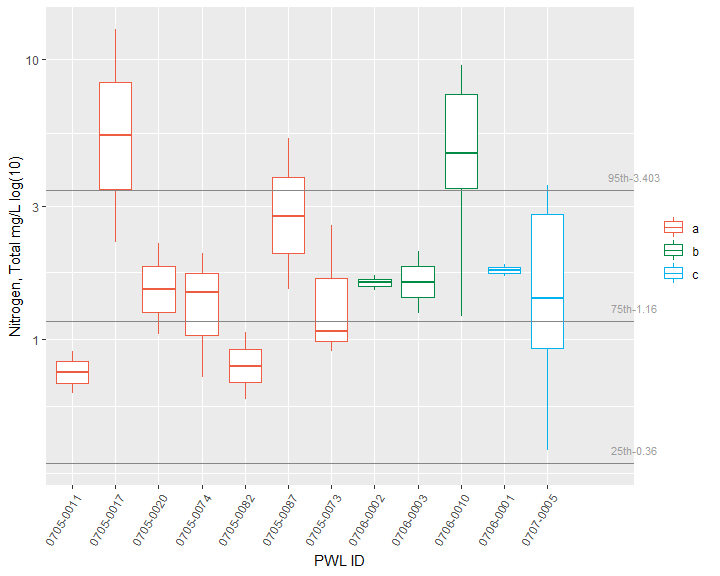 Nitrogen, Total mg/L log(10)
10
3
1
95th-3.403
75th-1.16
25th-0.36
a
b
c
0705-0011
0705-0017
0705-0020
0705-0074
0705-0082
0705-0087
0705-0073
0706-0002
0706-0003
0706-0010
0706-0001
0707-0005
PWL ID